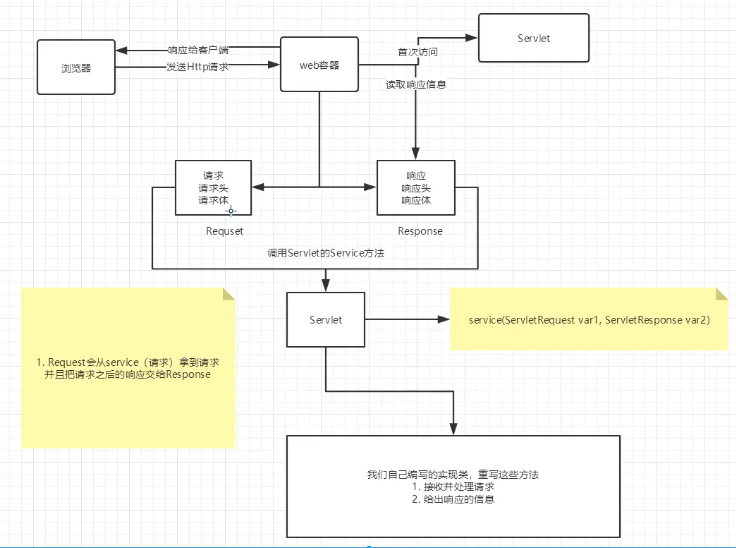 Servlet
响应给客户端
首次访问
浏览器
发送Http请求
web容器
读取响应信息
请求
请求头
请求体
响应
响应头
响应体
Requset
Response
调用Servlet的Service方法
Servlet
service(ServletRequest var1, ServletResponse var2)
1. Request会从service（请求）拿到请求
并且把请求之后的响应交给Response
我们自己编写的实现类，重写这些方法
1. 接收并处理请求
2. 给出响应的信息